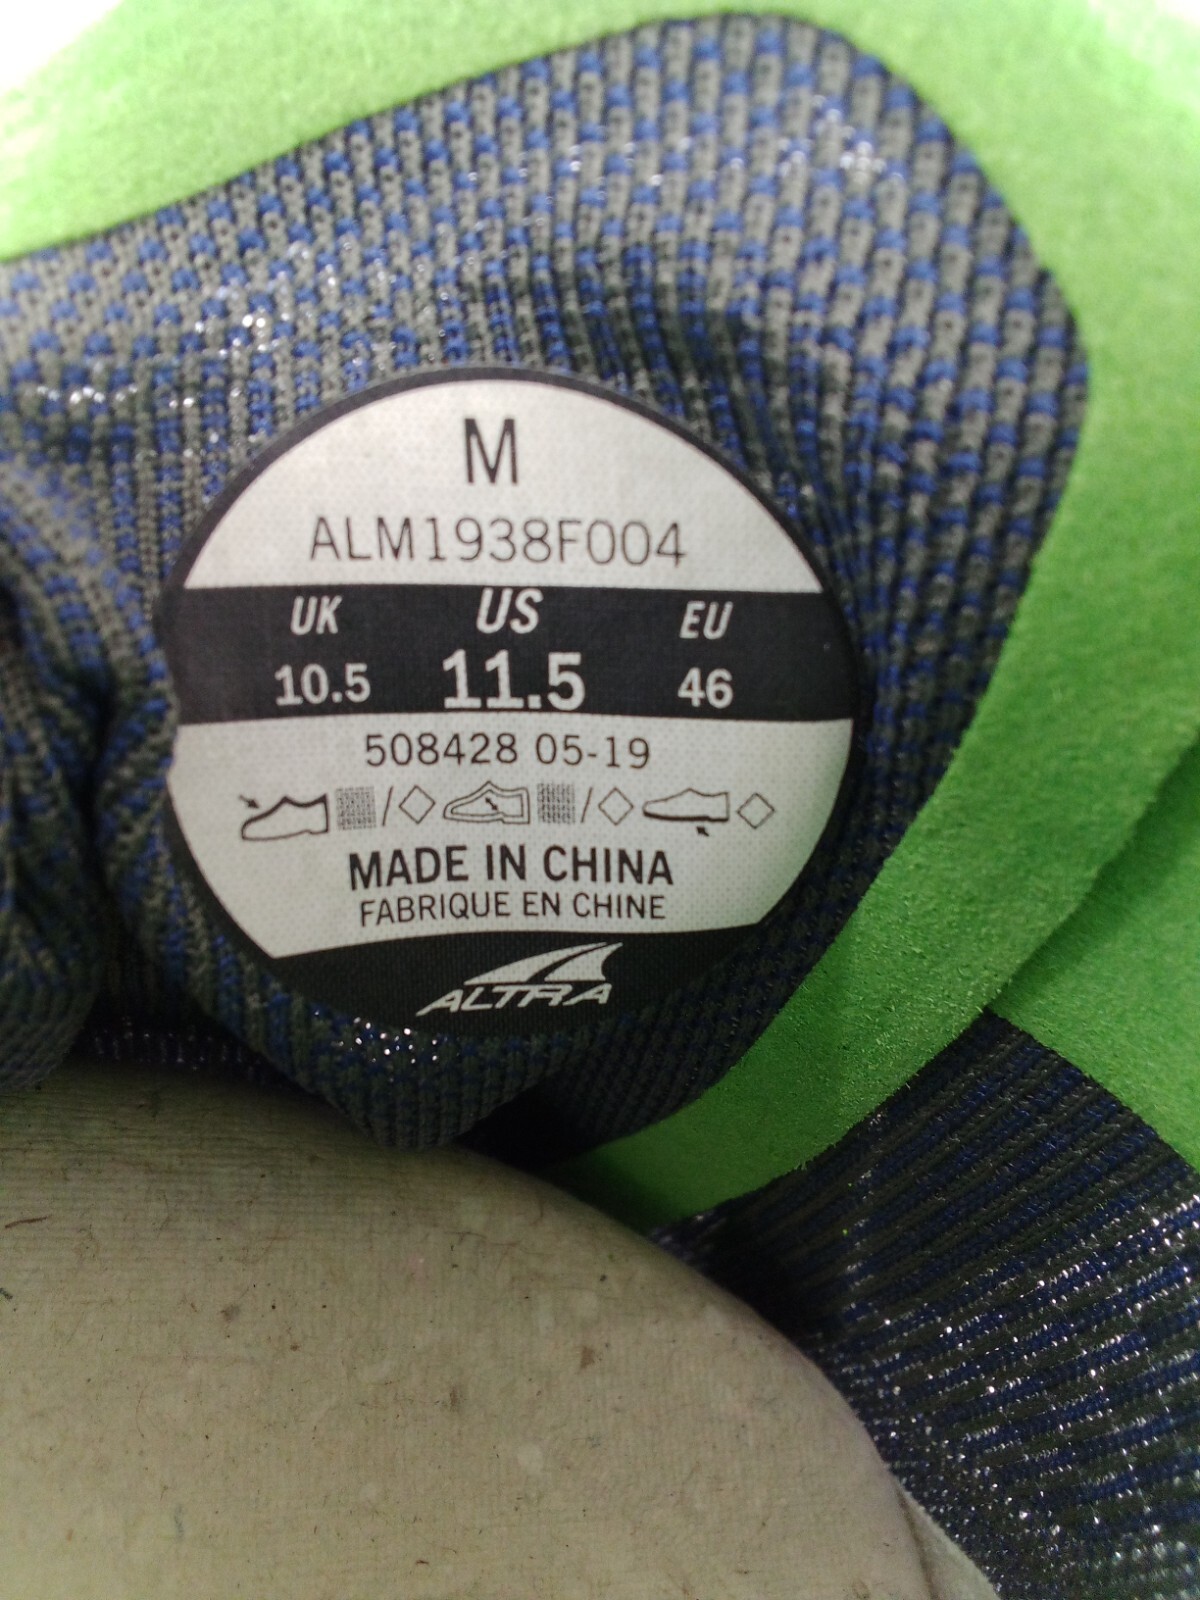 M
ALM1938F004
UK US EU
10.5 11.5 46
508428 05-19
/ /
MADE IN CHINA
FABRIQUE EN CHINE
ALTRA